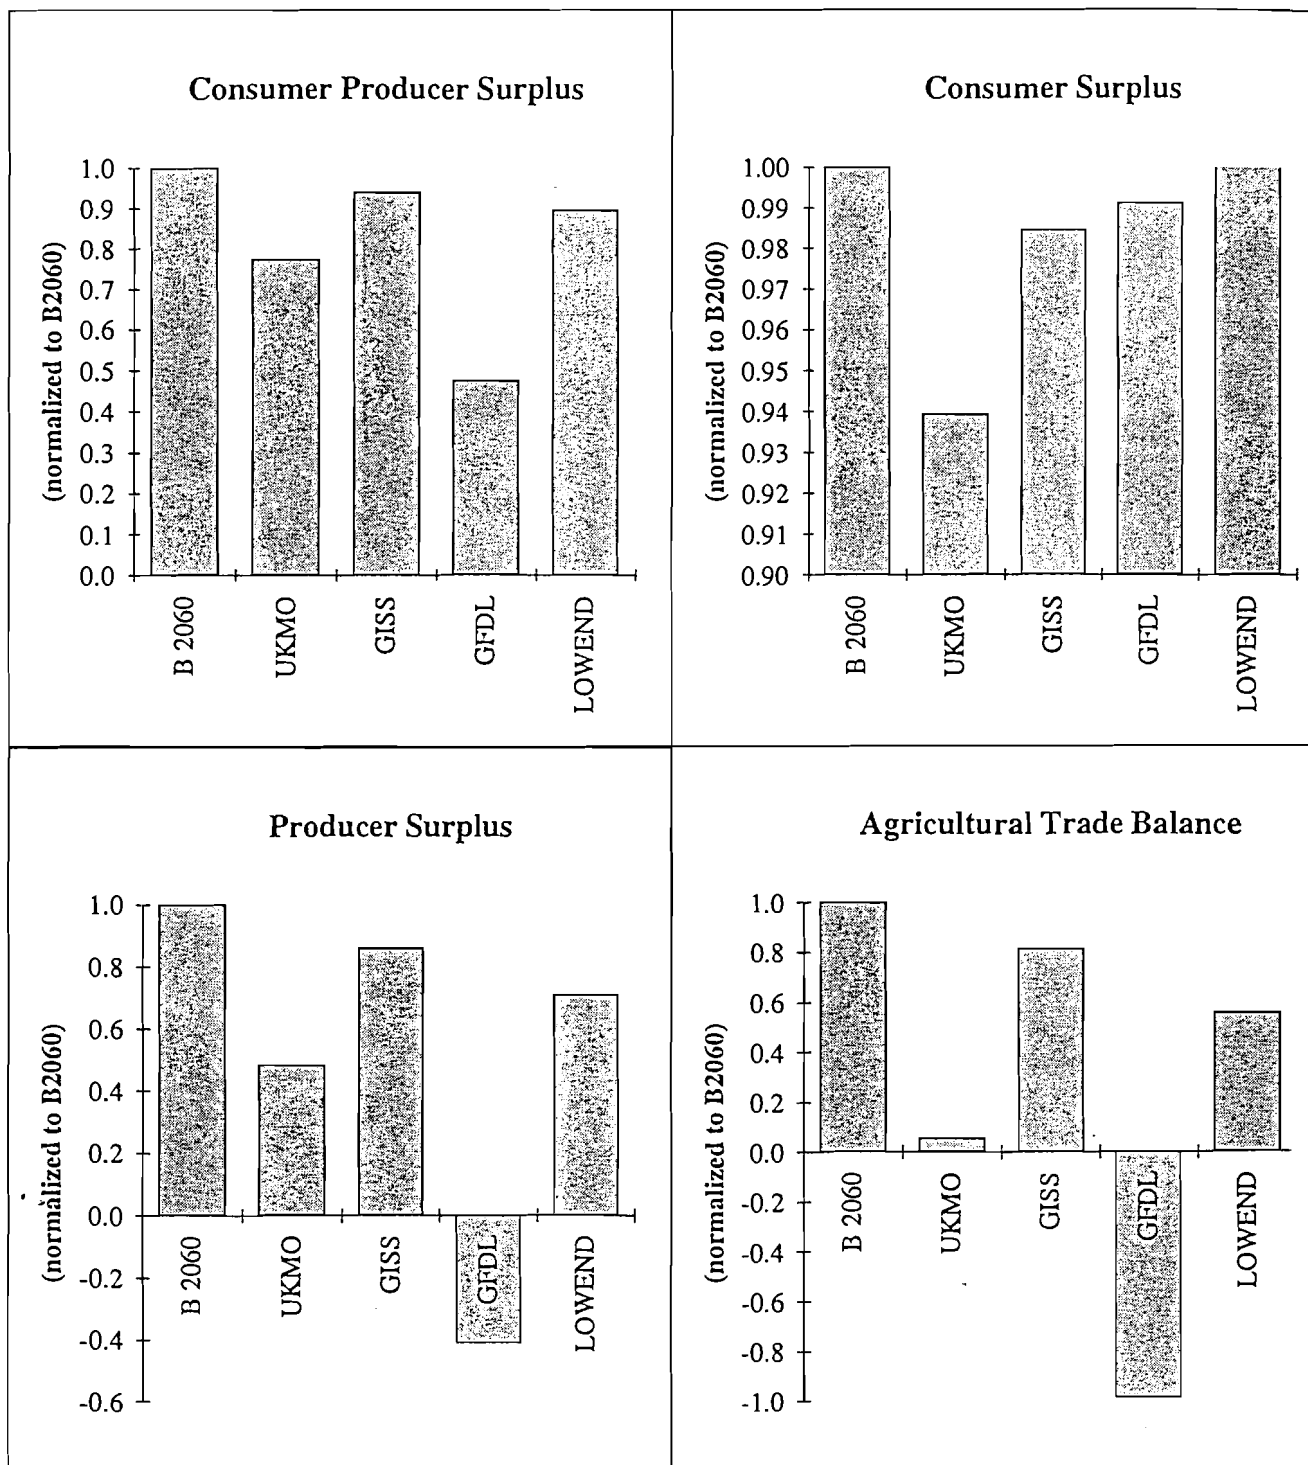 Consumer Producer Surplus
(normalized to B2060)
1.0
0.9
0.8
0.7
0.6
0.5
0.4
0.3
0.2
0.1
0.0
B 2060
UKMO
GISS
GFDL
LOWEND
Consumer Surplus
(normalized to B2060)
1.00
0.99
0.98
0.97
0.96
0.95
0.94
0.93
0.92
0.91
0.90
B 2060
UKMO
GISS
GFDL
LOWEND
Producer Surplus
(normalized to B2060)
1.0
0.8
0.6
0.4
0.2
0.0
-0.2
-0.4
-0.6
B 2060
UKMO
GISS
GFDL
LOWEND
Agricultural Trade Balance
(normalized to B2060)
1.0
0.8
0.6
0.4
0.2
0.0
-0.2
-0.4
-0.6
-0.8
-1.0
B 2060
UKMO
GISS
GFDL
LOWEND